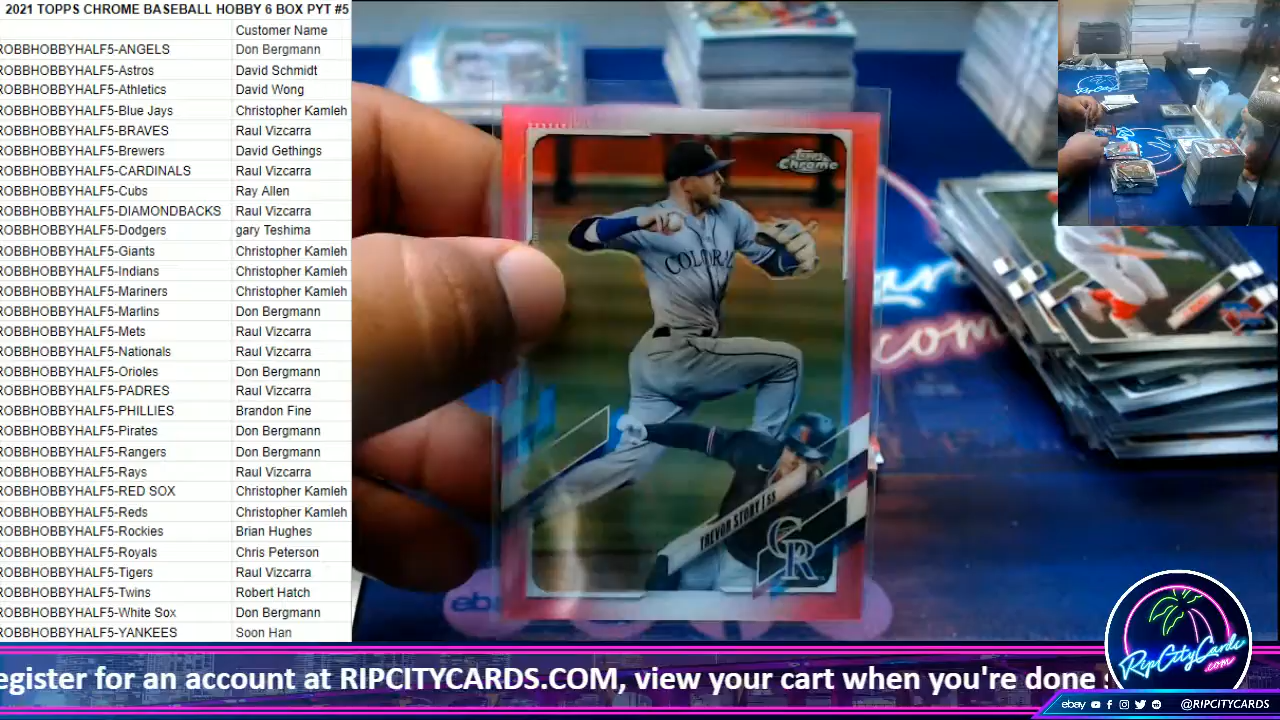 2021 TOPPS CHROME BASEBALL HOBBY 6 BOX PYT #5
Customer Name
ROBBHOBBYHALF5-ANGELS Don Bergmann
ROBBHOBBYHALF5-Astros David Schmidt
ROBBHOBBYHALF5-Athletics David Wong
ROBBHOBBYHALF5-Blue Jays Christopher Kamleh
ROBBHOBBYHALF5-BRAVES Raul Vizcarra
ROBBHOBBYHALF5-Brewers David Gethings
ROBBHOBBYHALF5-CARDINALS Raul Vizcarra
ROBBHOBBYHALF5-Cubs Ray Allen
ROBBHOBBYHALF5-DIAMONDBACKS Raul Vizcarra
ROBBHOBBYHALF5-Dodgers gary Teshima
ROBBHOBBYHALF5-Giants Christopher Kamleh
ROBBHOBBYHALF5-Indians Christopher Kamleh
ROBBHOBBYHALF5-Mariners Christopher Kamleh
ROBBHOBBYHALF5-Marlins Don Bergmann
ROBBHOBBYHALF5-Mets Raul Vizcarra
ROBBHOBBYHALF5-Nationals Raul Vizcarra
ROBBHOBBYHALF5-Orioles Don Bergmann
ROBBHOBBYHALF5-PADRES Raul Vizcarra
ROBBHOBBYHALF5-PHILLIES Brandon Fine
ROBBHOBBYHALF5-Pirates Don Bergmann
ROBBHOBBYHALF5-Rangers Don Bergmann
ROBBHOBBYHALF5-Rays Raul Vizcarra
ROBBHOBBYHALF5-RED SOX Christopher Kamleh
ROBBHOBBYHALF5-Reds Christopher Kamleh
ROBBHOBBYHALF5-Rockies Brian Hughes
ROBBHOBBYHALF5-Royals Chris Peterson
ROBBHOBBYHALF5-Tigers Raul Vizcarra
ROBBHOBBYHALF5-Twins Robert Hatch
ROBBHOBBYHALF5-White Sox Don Bergmann
ROBBHOBBYHALF5-YANKEES Soon Han
Topps Chrome
COLORA
TREVOR STORY | SS
CR
com
eb
egister for an account at RIPCITYCARDS.COM, view your cart when you're done
RipCityCards
.com
ebay @RIPCITYCARDS